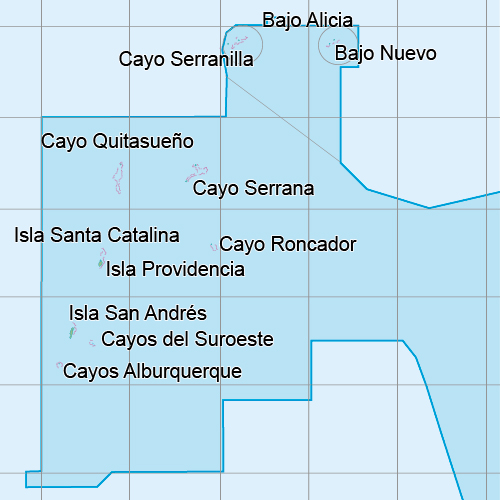 Bajo Alicia
Cayo Serranilla
Bajo Nuevo
Cayo Quitasueño
Cayo Serrana
Isla Santa Catalina
Cayo Roncador
Isla Providencia
Isla San Andrés
Cayos del Suroeste
Cayos Alburquerque